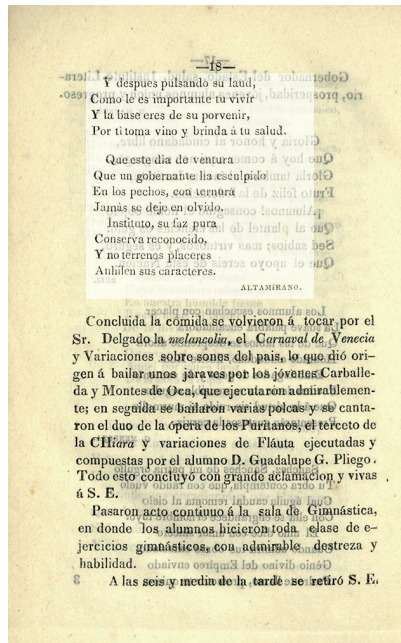 —18—
Y despues pulsando su laud,
Como le es importante tu vivir
Y la base eres de su porvenir,
Por tí toma vino y brinda á tu salud.
Que este dia de ventura
Que un gobernante ha esculpido
En los pechos, con ternura
Jamás se deje en olvido.
Instituto, su faz pura
Conserva reconocido,
Y no terrenos placeres
Anhilen sus caracteres.
ALTAMIRANO.
Concluida la comida se volvieron á tocar por el
Sr. Delgado la melancolia, el Carnaval de Venecia
y Variaciones sobre sones del pais, lo que dió ori-
gen á bailar unos jaraves por los jóvenes Carballe-
da y Montes de Oca, que ejecutaron admirablemen-
te; en seguida se bailaron varias polcas y se canta-
ron el duo de la opera de los Puritanos, el terceto de
la CHiara y variaciones de Fláuta ejecutadas y
compuestas por el alumno D. Guadalupe G. Pliego.
Todo esto concluyó con grande aclamacion y vivas
á S. E.
Pasaron acto continuo á la sala de Gimnástica,
en donde los alumnos hicieron toda clase de e-
jercicios gimnásticos, con admirable destreza y
habilidad.
A las seis y media de la tarde se retiró S. E.